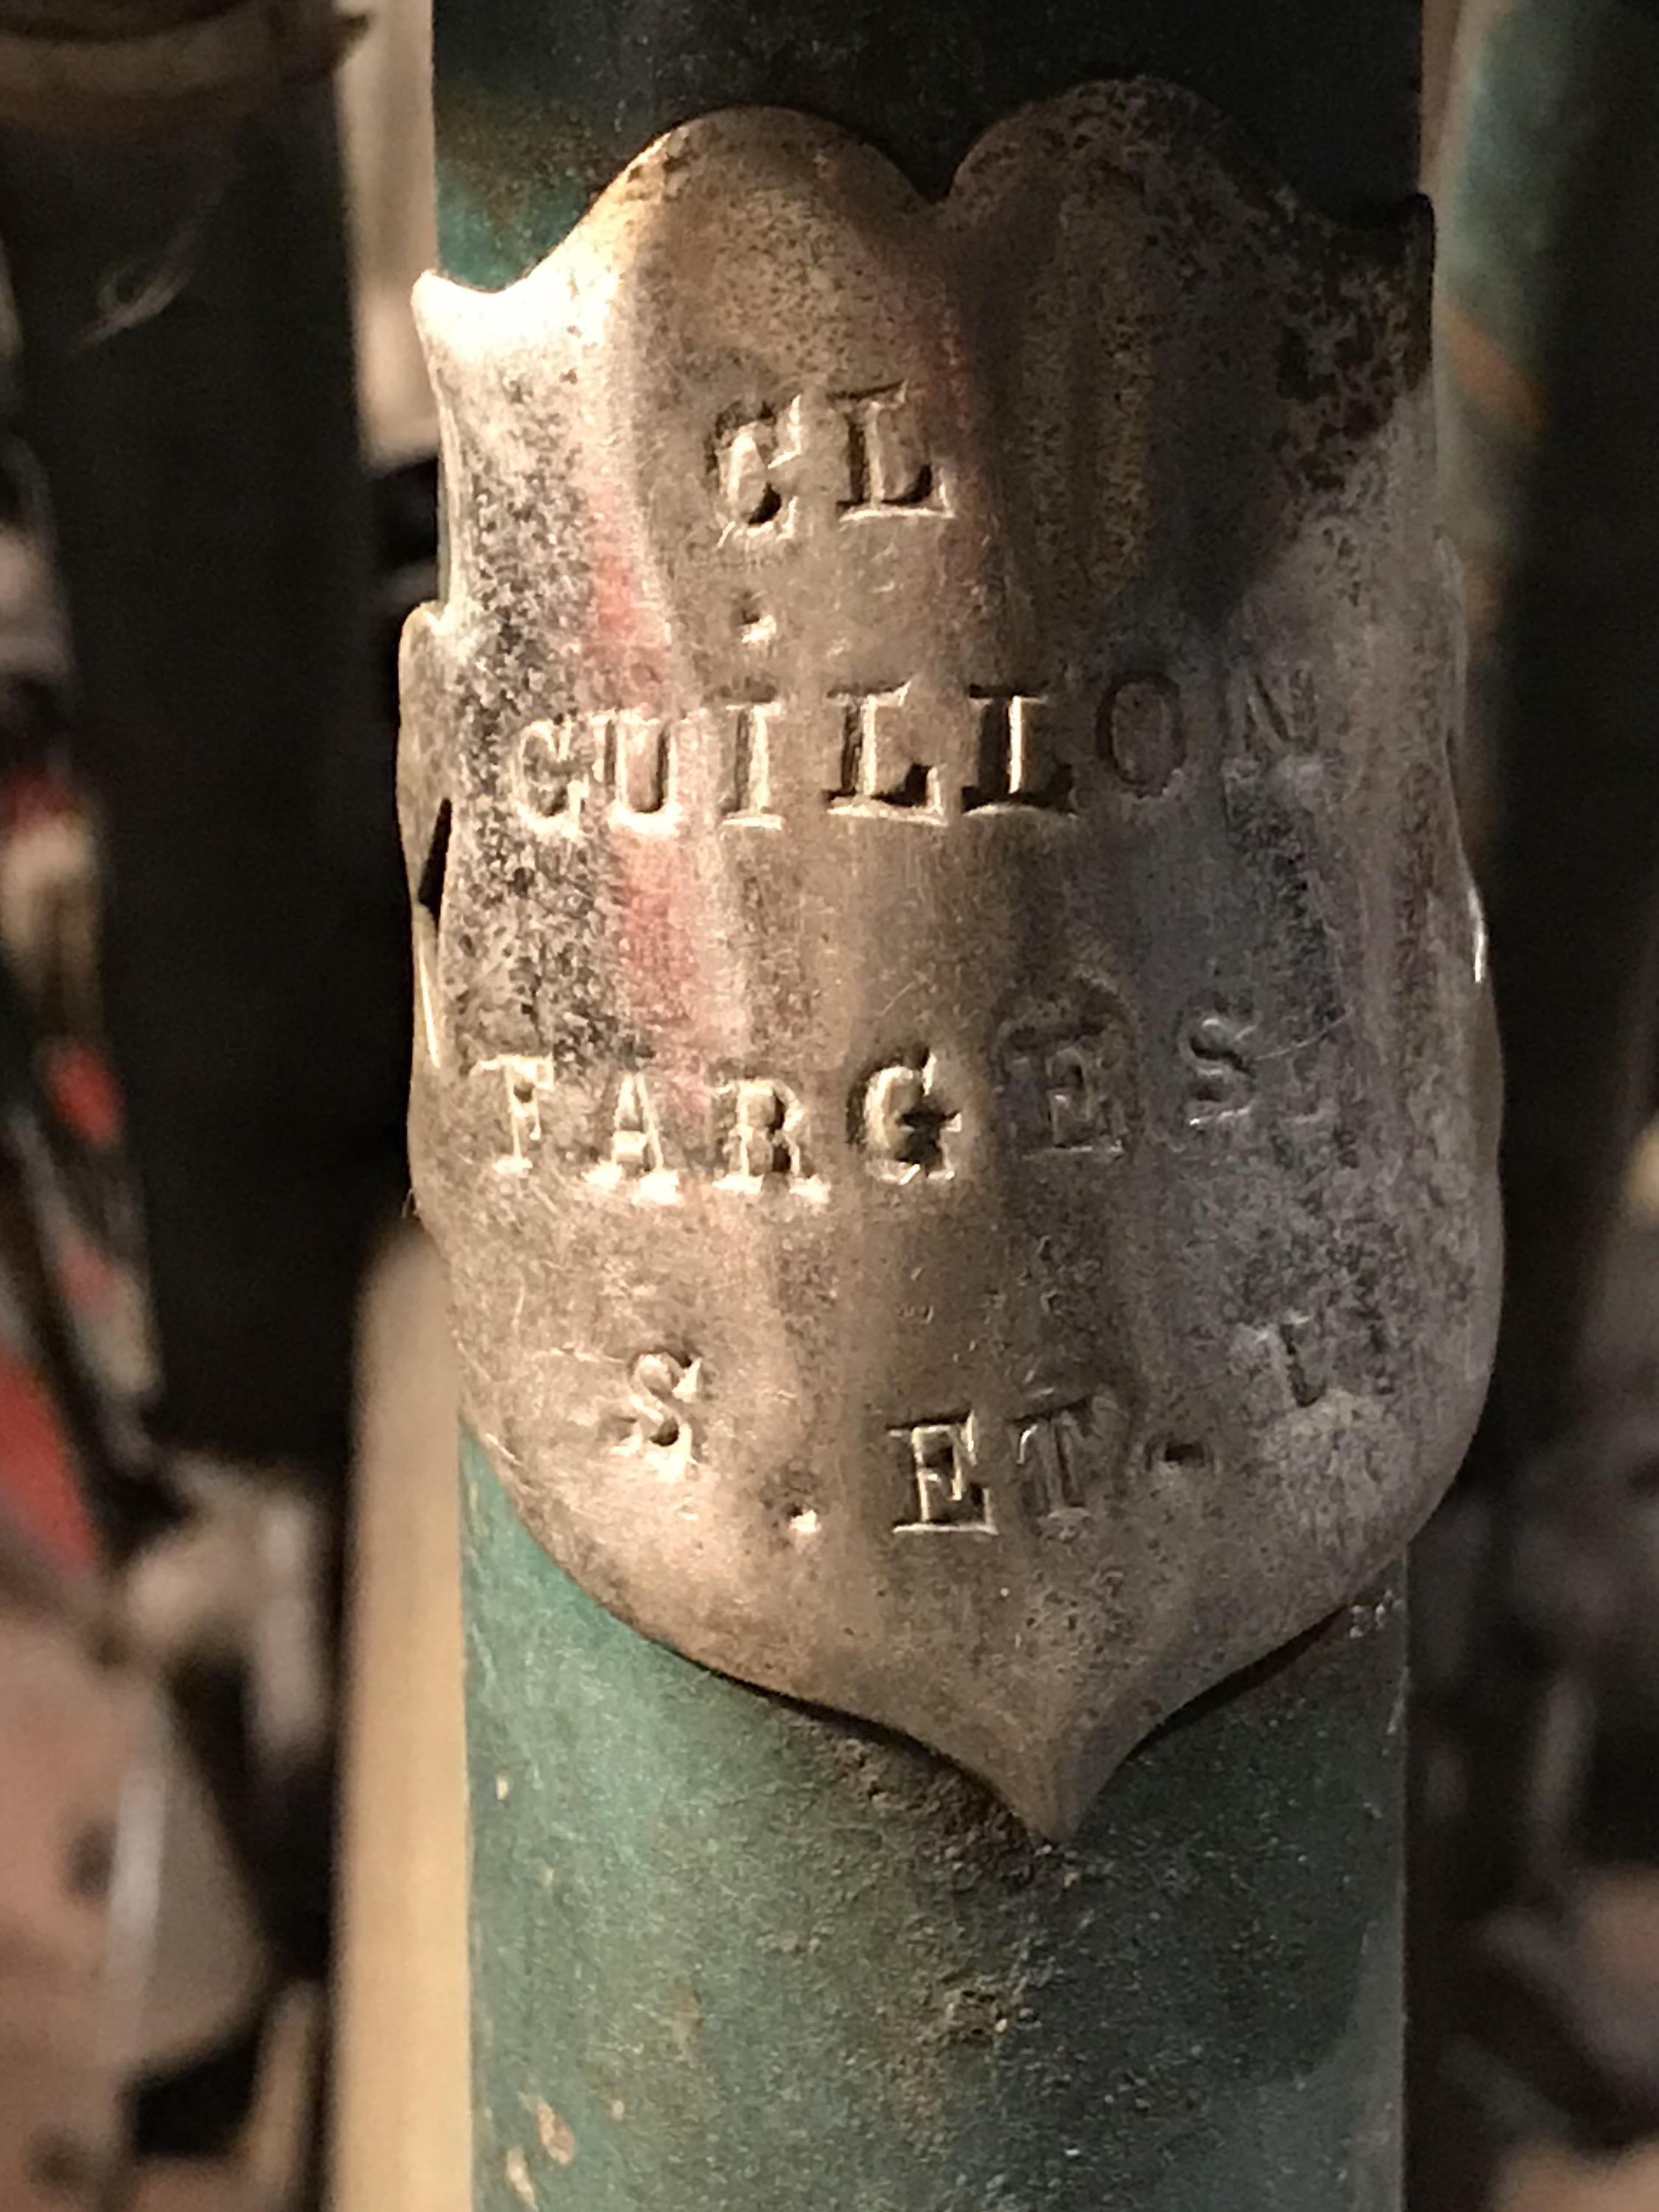 CL
.
GUILLON
FARGES
S . ET-